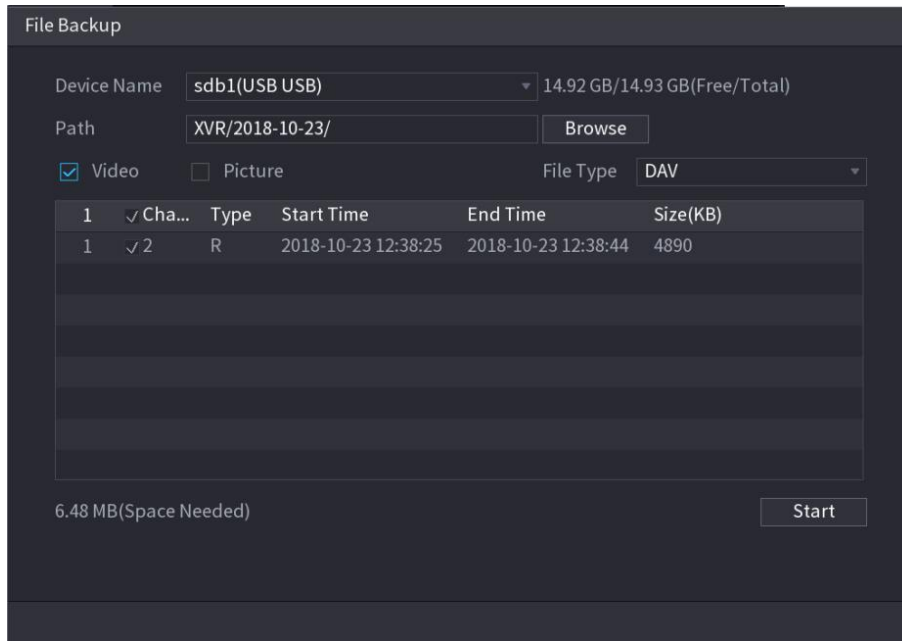 File Backup
Device Name sdb1(USB USB) 14.92 GB/14.93 GB(Free/Total)
Path XVR/2018-10-23/ Browse
Video Picture File Type DAV
1 Cha... Type Start Time End Time Size(KB)
1 2 R 2018-10-23 12:38:25 2018-10-23 12:38:44 4890
6.48 MB(Space Needed) Start